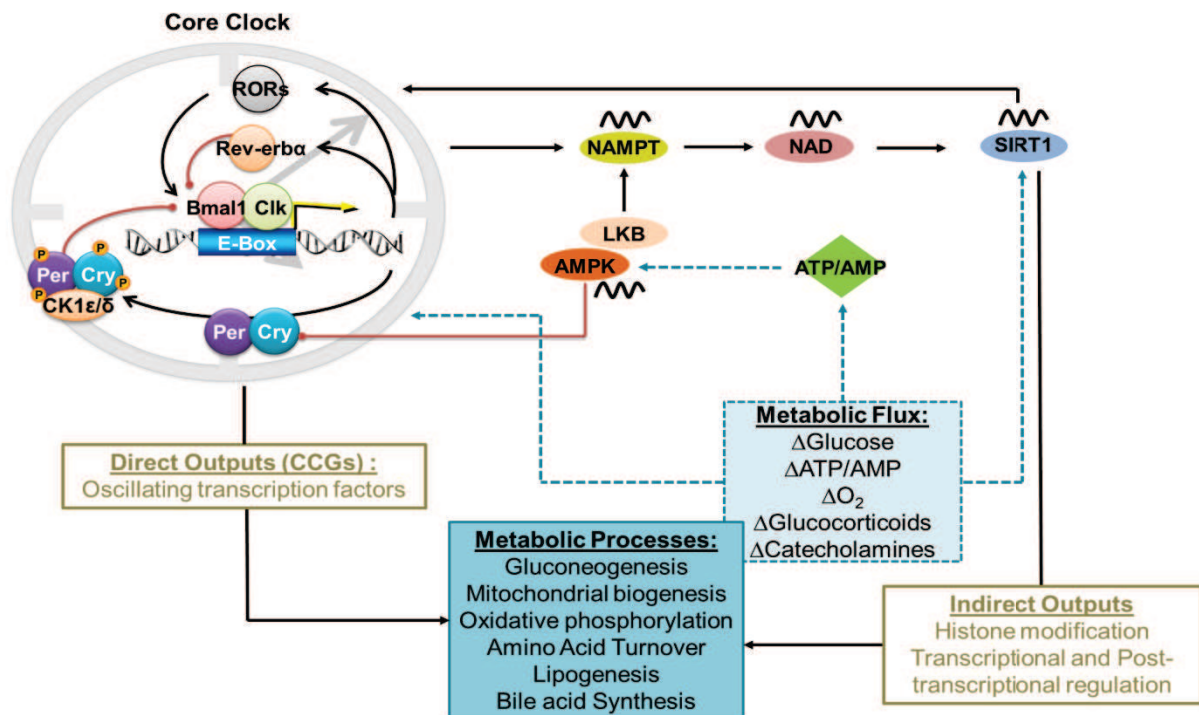 Core Clock
RORs
Rev-erbα
Bmal1 Clk
E-Box
P
P
Per Cry
P
P
CK1ε/δ
Per Cry
NAMPT
NAD
SIRT1
LKB
AMPK
ATP/AMP
Metabolic Flux:
ΔGlucose
ΔATP/AMP
ΔO₂
ΔGlucocorticoids
ΔCatecholamines
Direct Outputs (CCGs) :
Oscillating transcription factors
Metabolic Processes:
Gluconeogenesis
Mitochondrial biogenesis
Oxidative phosphorylation
Amino Acid Turnover
Lipogenesis
Bile acid Synthesis
Indirect Outputs
Histone modification
Transcriptional and Post-
transcriptional regulation